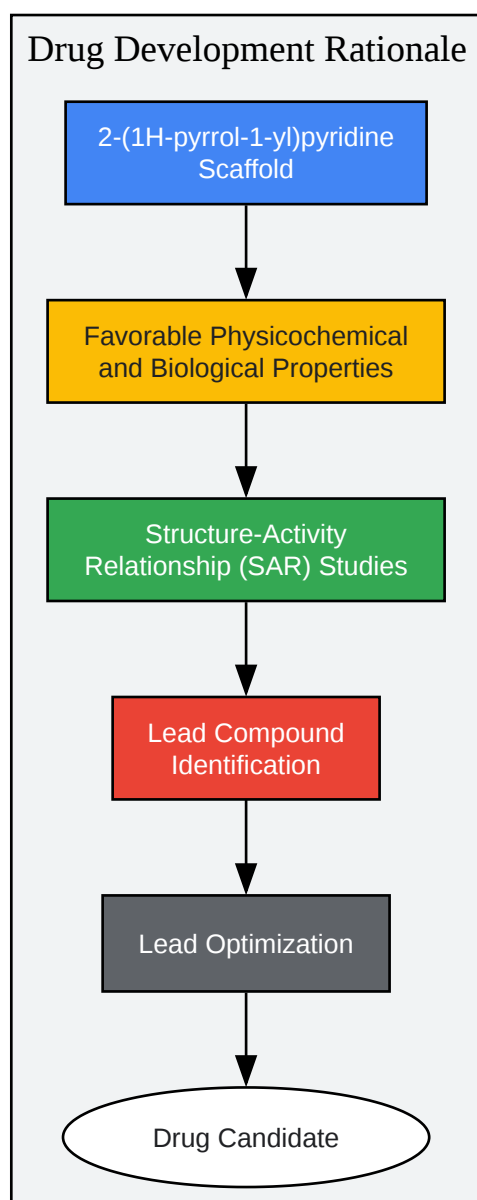 Drug Development Rationale
2-(1H-pyrrol-1-yl)pyridine
Scaffold
Favorable Physicochemical
and Biological Properties
Structure-Activity
Relationship (SAR) Studies
Lead Compound
Identification
Lead Optimization
Drug Candidate